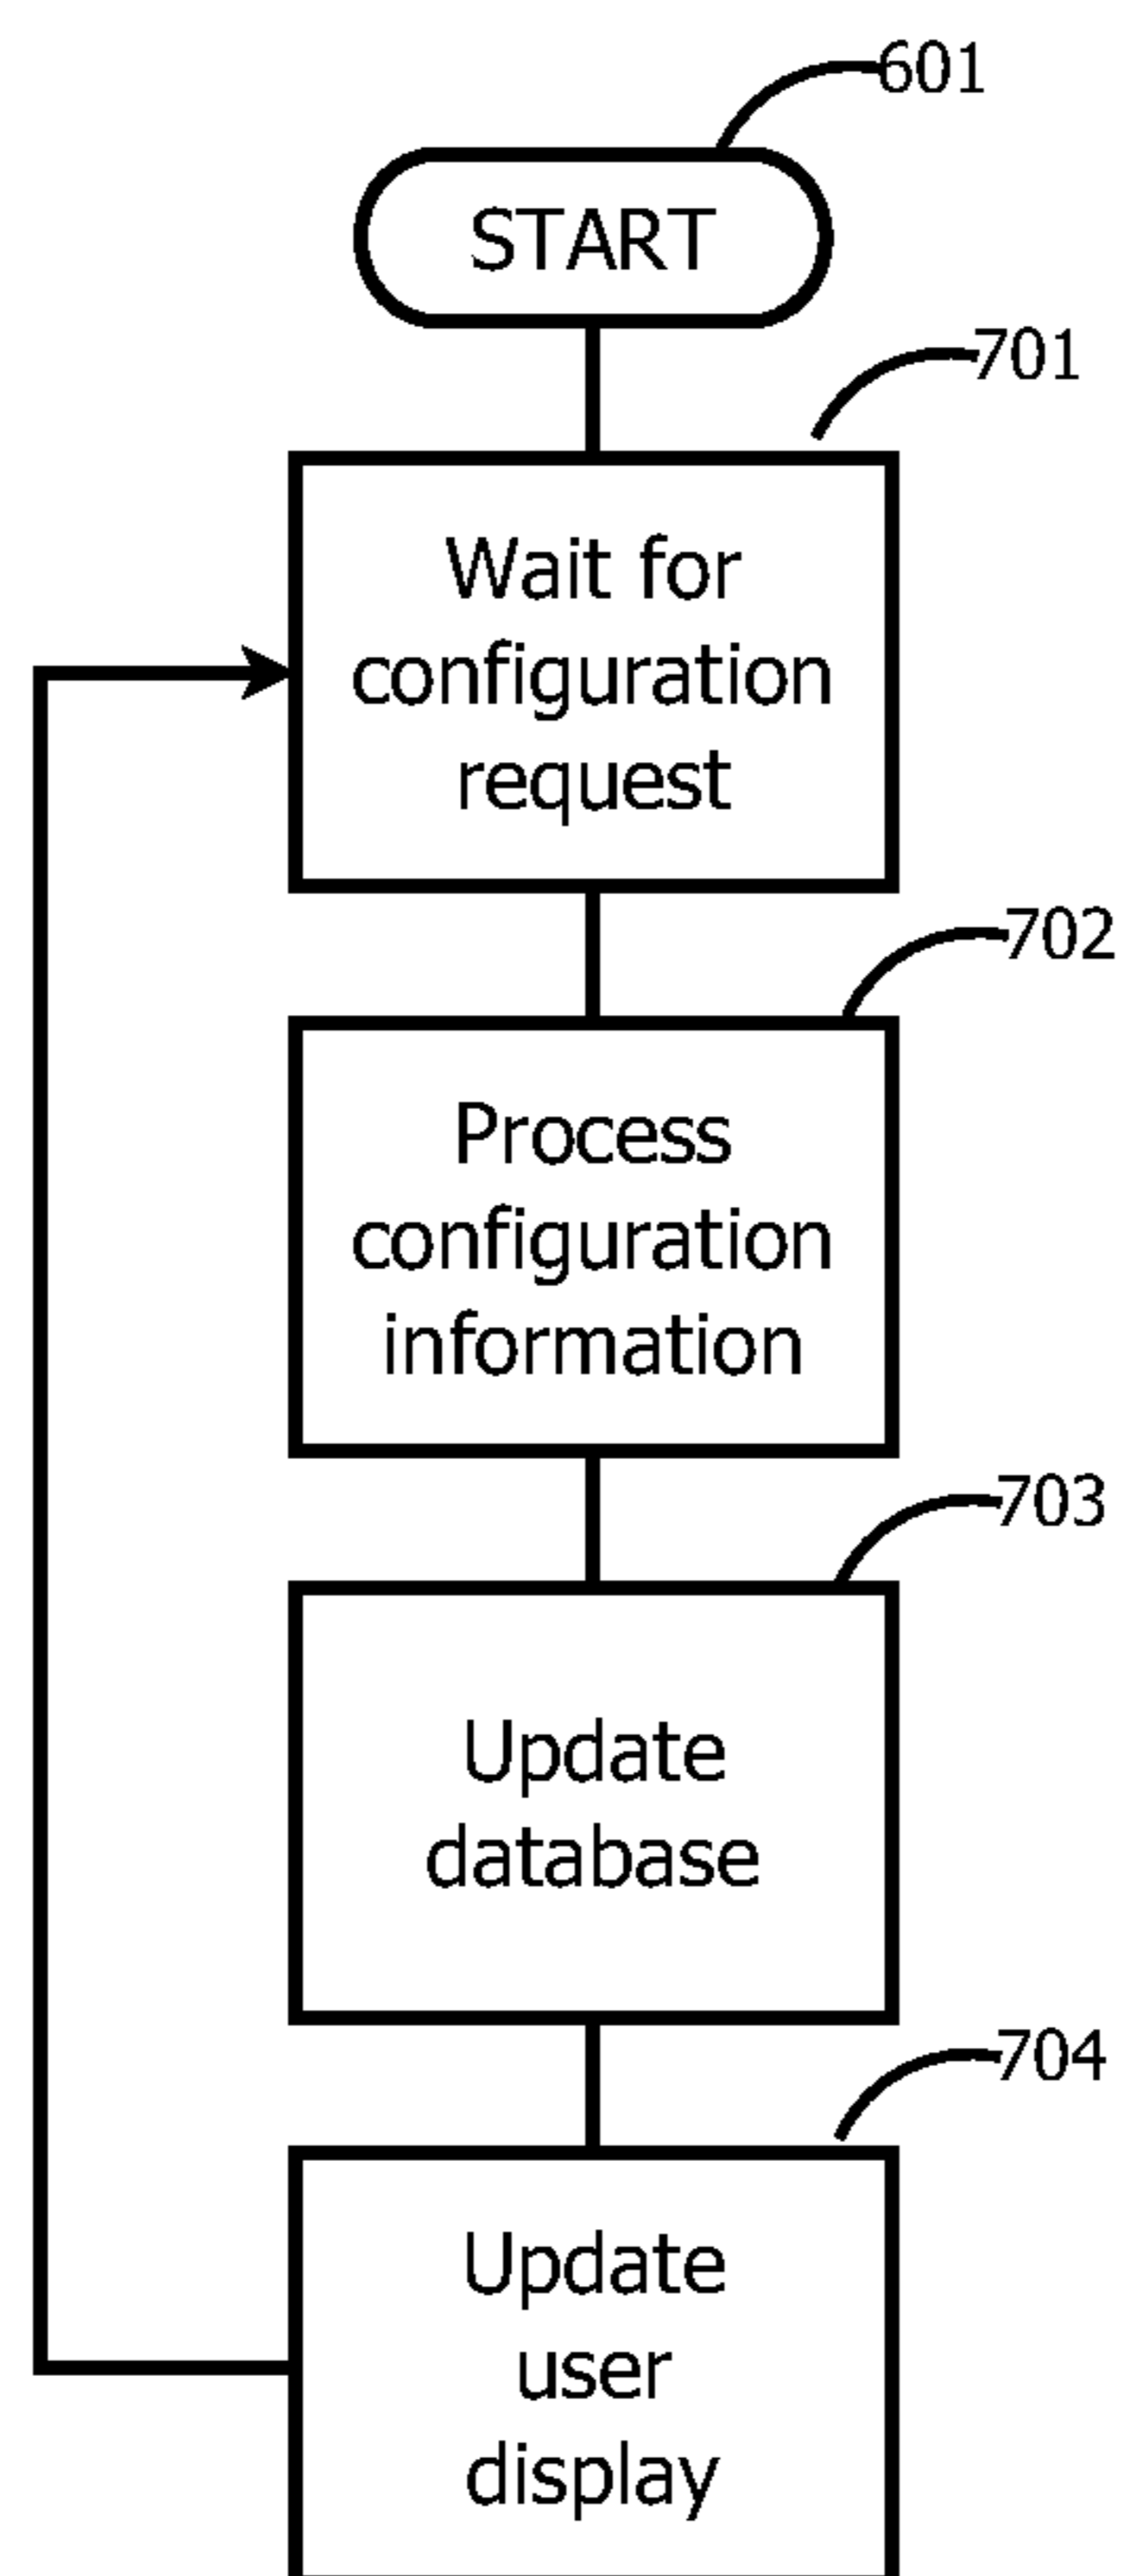 601
START
701
Wait for
configuration
request
702
Process
configuration
information
703
Update
database
704
Update
user
display